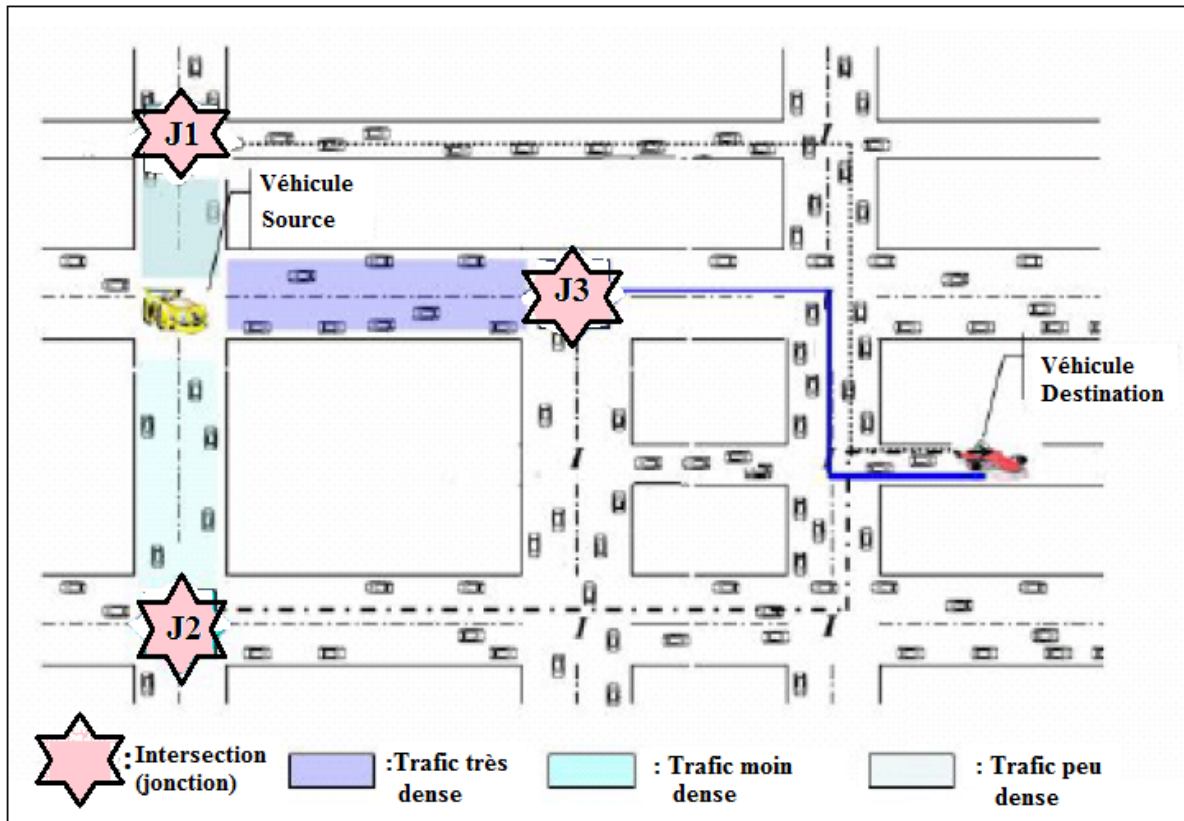 J1
Véhicule
Source
J3
Véhicule
Destination
J2
I
I
I
I
I
: Intersection
(jonction)
:Trafic très
dense
: Trafic moin
dense
: Trafic peu
dense